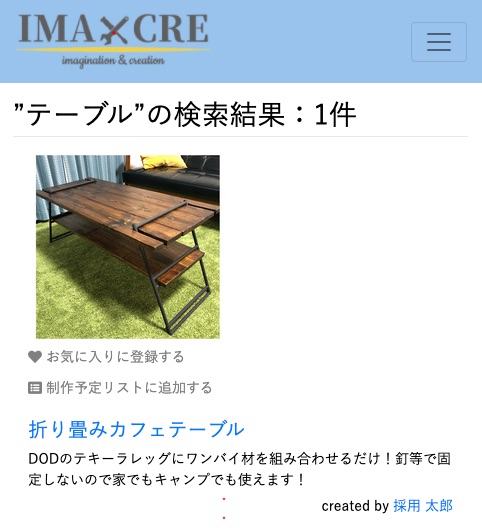 IMAXCRE
imagination & creation
”テーブル”の検索結果：1件
お気に入りに登録する
制作予定リストに追加する
折り畳みカフェテーブル
DODのテキーラレッグにワンバイ材を組み合わせるだけ！釘等で固
定しないので家でもキャンプでも使えます！
created by 採用 太郎